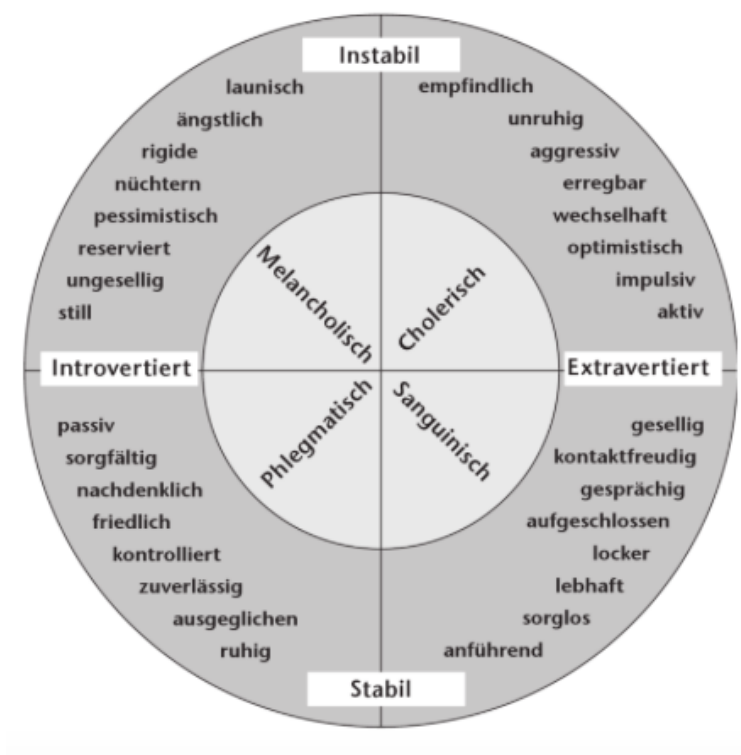 Instabil
launisch
ängstlich
rigide
nüchtern
pessimistisch
reserviert
ungesellig
still
empfindlich
unruhig
aggressiv
erregbar
wechselhaft
optimistisch
impulsiv
aktiv
Melancholisch
Cholerisch
Introvertiert
Extravertiert
Phlegmatisch
Sanguinisch
passiv
sorgfältig
nachdenklich
friedlich
kontrolliert
zuverlässig
ausgeglichen
ruhig
gesellig
kontaktfreudig
gesprächig
aufgeschlossen
locker
lebhaft
sorglos
anführend
Stabil